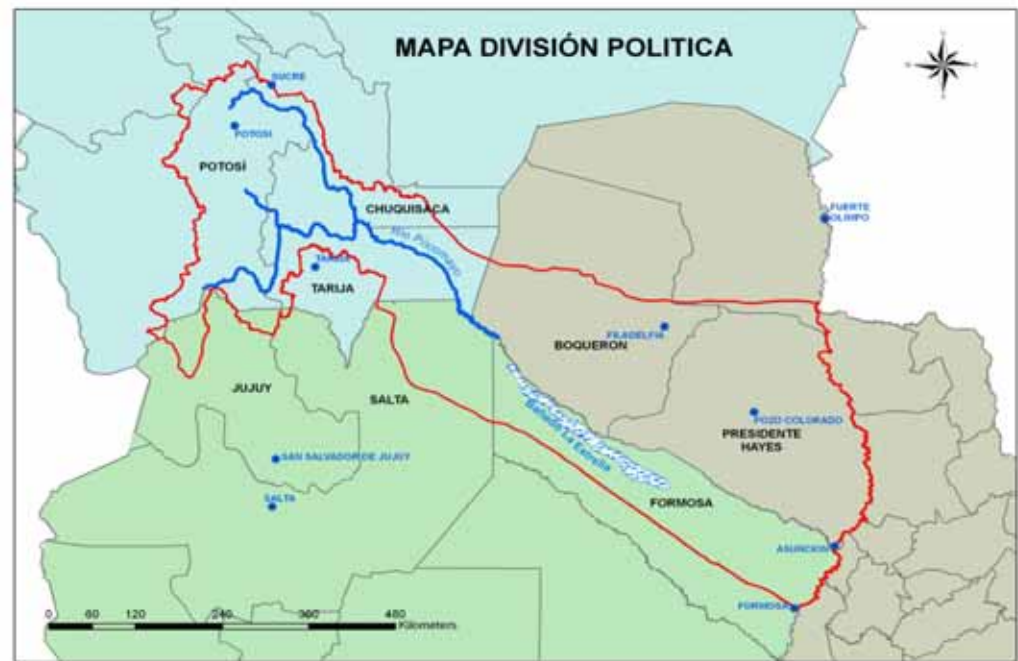 MAPA DIVISIÓN POLITICA
SUCRE
POTOSI
POTOSÍ
CHUQUISACA
FUERTE
OLIMPO
Río Pilcomayo
TARIJA
TARIJA
FILADELFIA
BOQUERON
JUJUY
SALTA
Bañado La Estrella
POZO COLORADO
PRESIDENTE
HAYES
SAN SALVADOR DE JUJUY
SALTA
FORMOSA
ASUNCION
FORMOSA
0 60 120 240 360 480
Kilometers